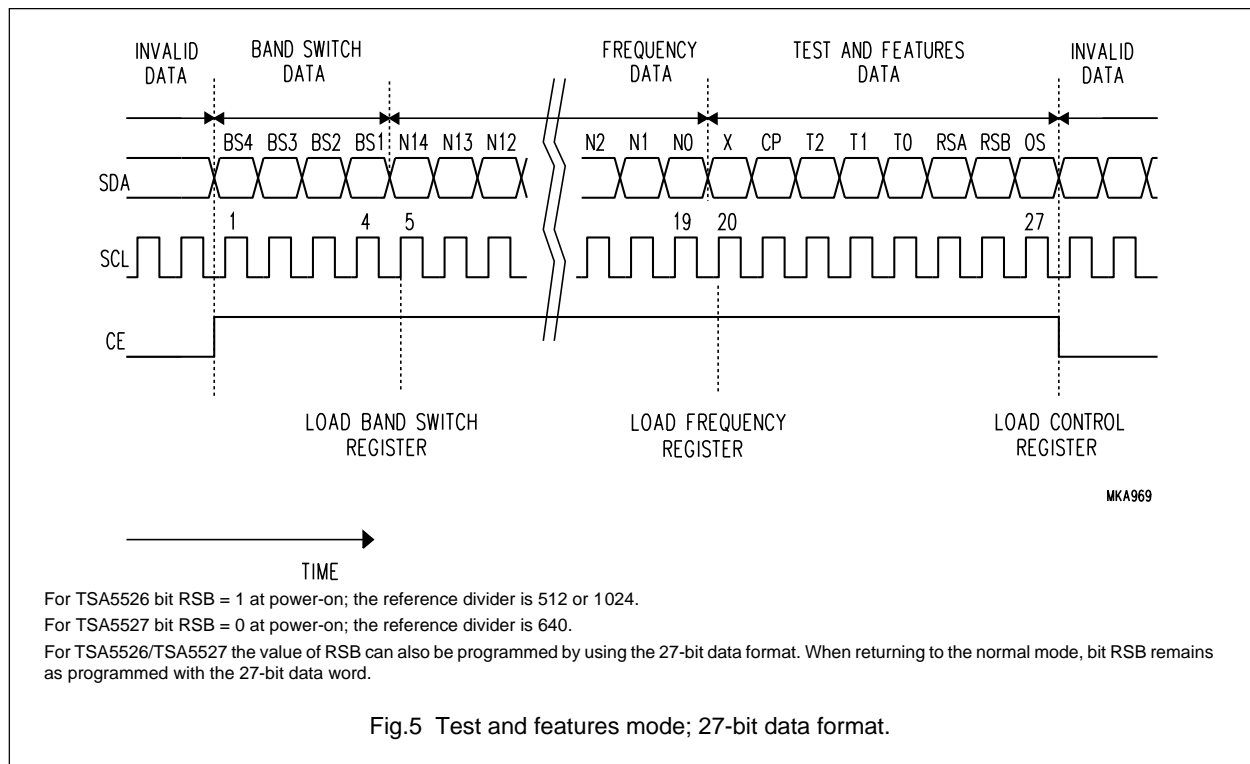 INVALID DATA
BAND SWITCH DATA
FREQUENCY DATA
TEST AND FEATURES DATA
INVALID DATA
BS4 BS3 BS2 BS1 N14 N13 N12 N2 N1 N0 X CP T2 T1 T0 RSA RSB OS
SDA
1 4 5 19 20 27
SCL
CE
LOAD BAND SWITCH REGISTER
LOAD FREQUENCY REGISTER
LOAD CONTROL REGISTER
MKA969
TIME
For TSA5526 bit RSB = 1 at power-on; the reference divider is 512 or 1024.
For TSA5527 bit RSB = 0 at power-on; the reference divider is 640.
For TSA5526/TSA5527 the value of RSB can also be programmed by using the 27-bit data format. When returning to the normal mode, bit RSB remains
as programmed with the 27-bit data word.
Fig.5 Test and features mode; 27-bit data format.